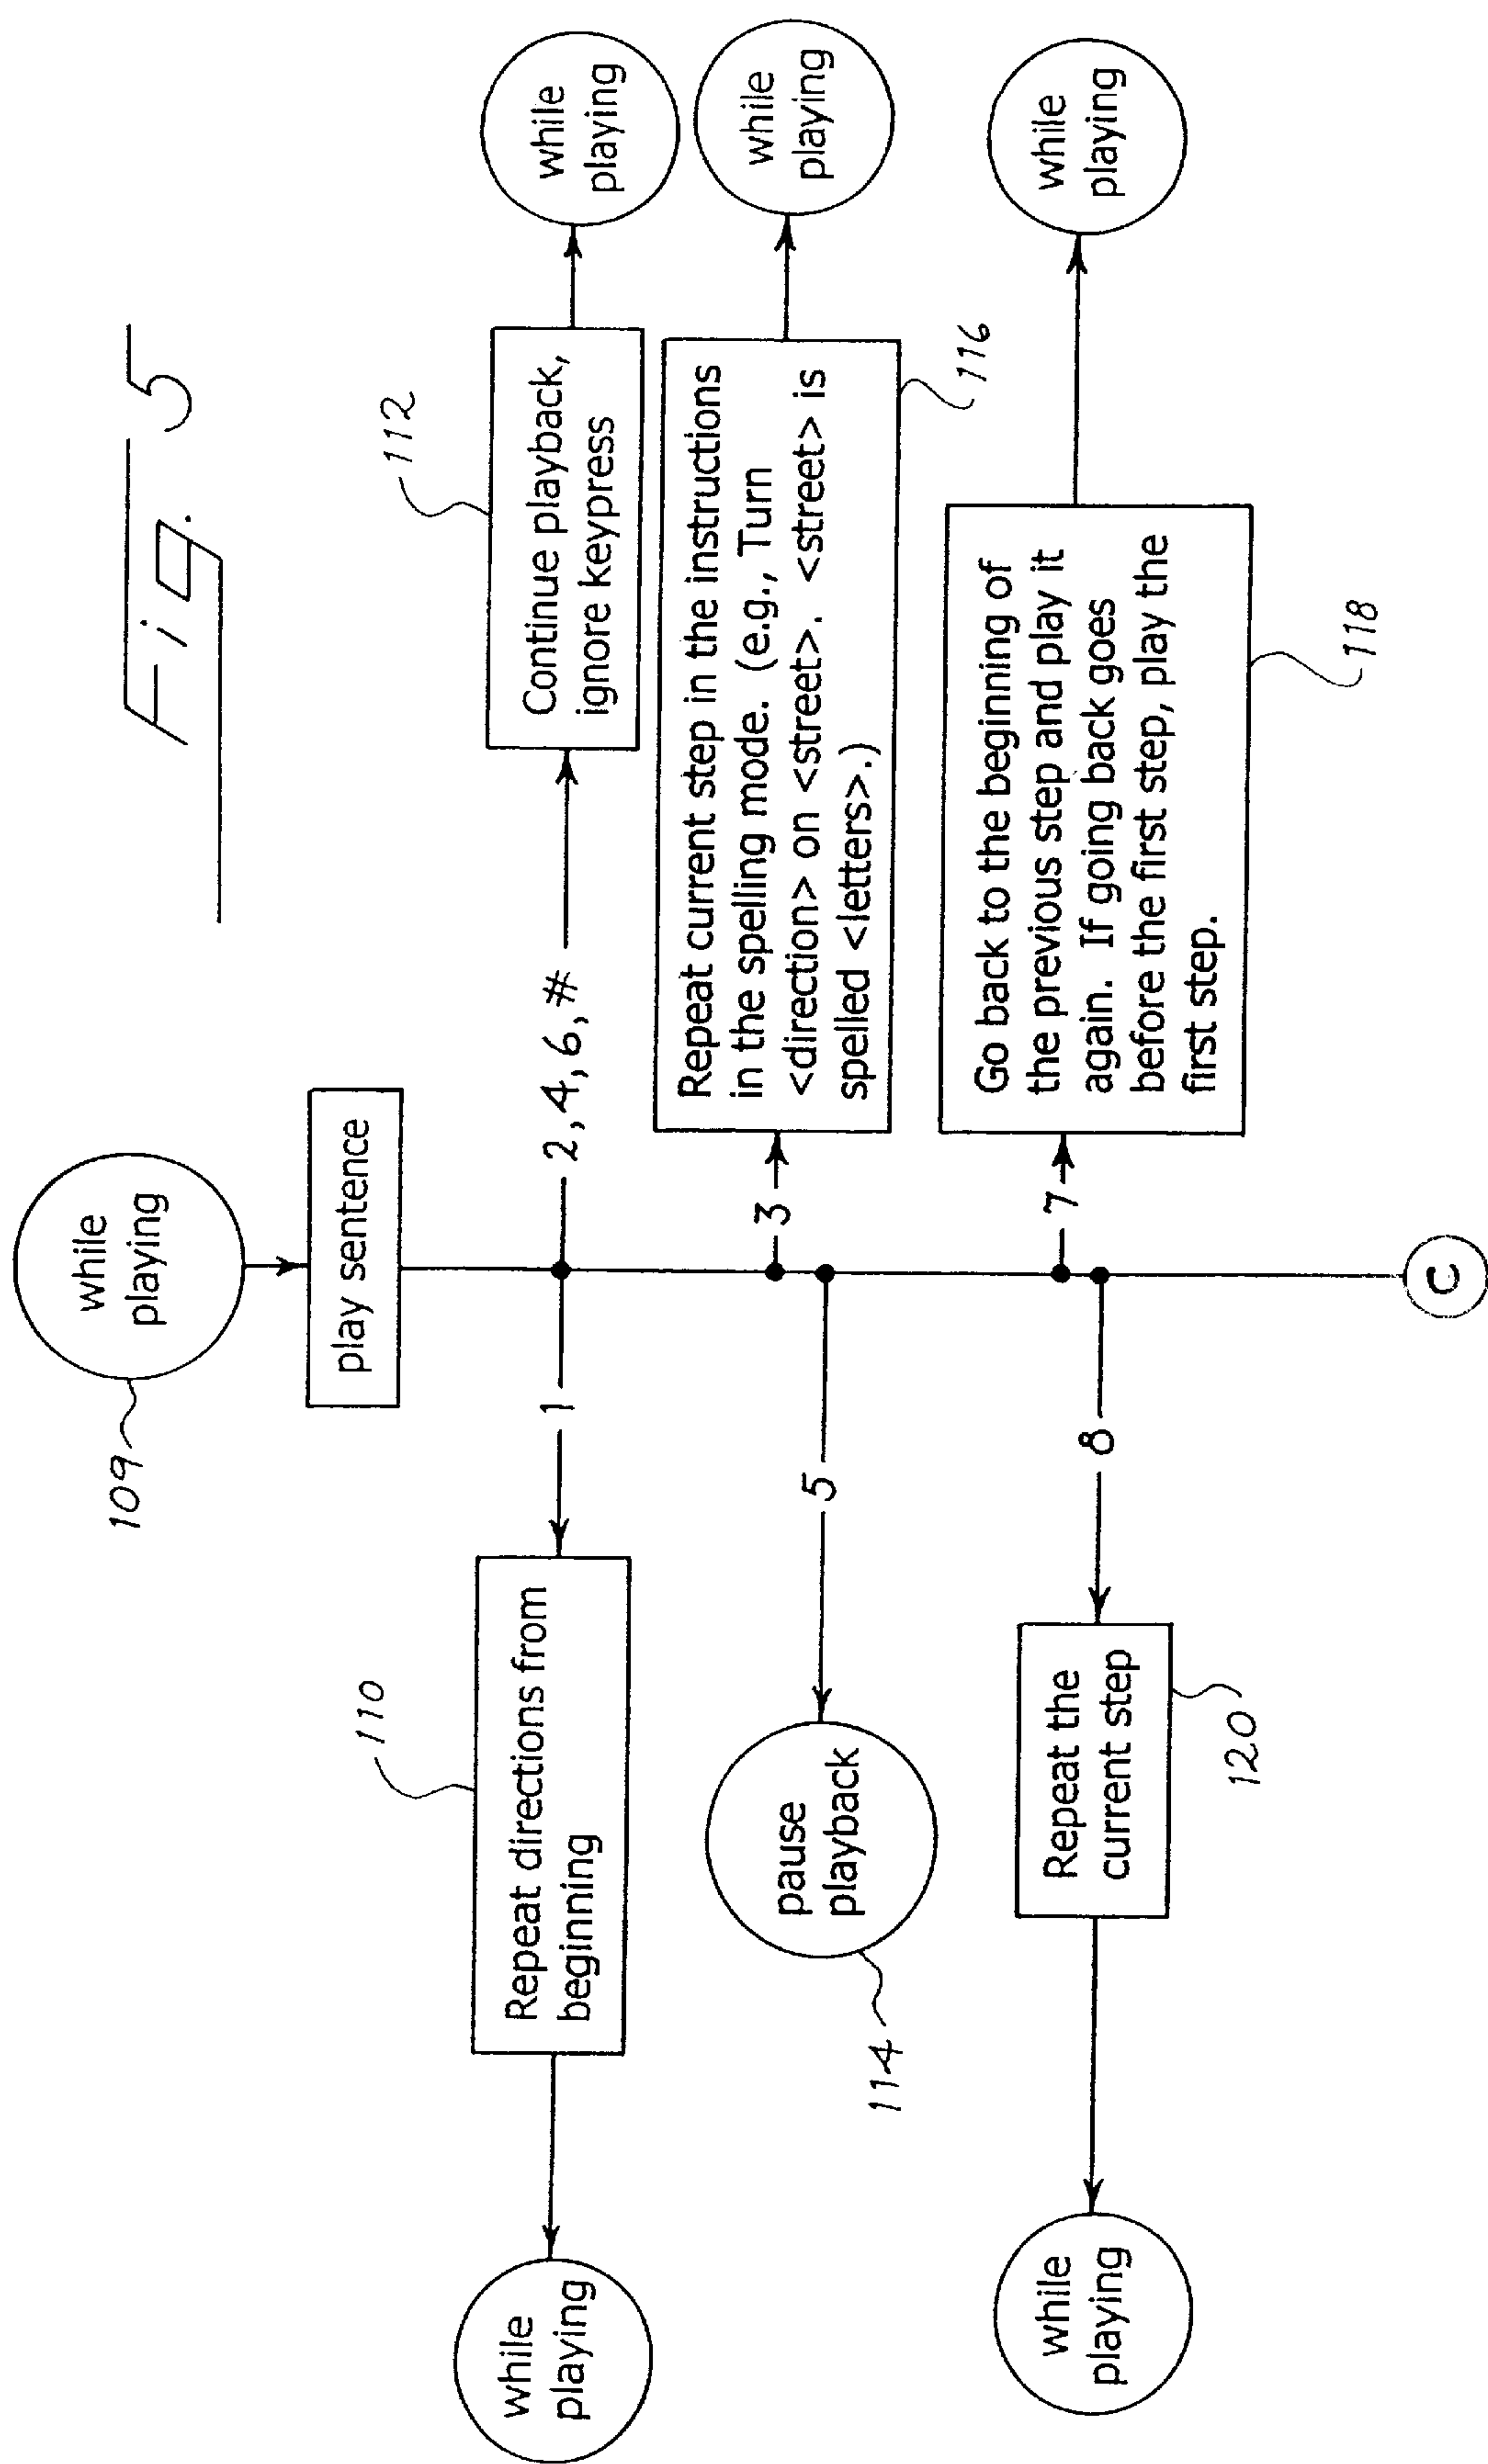 Fig. 5
while
playing
109
play sentence
1
2, 4, 6, #
110
Repeat directions from
beginning
while
playing
112
Continue playback,
ignore keypress
while
playing
3
Repeat current step in the instructions
in the spelling mode. (e.g., Turn
<direction> on <street>. <street> is
spelled <letters>.)
116
while
playing
5
pause
playback
114
7
Go back to the beginning of
the previous step and play it
again. If going back goes
before the first step, play the
first step.
118
while
playing
8
Repeat the
current step
120
while
playing
C